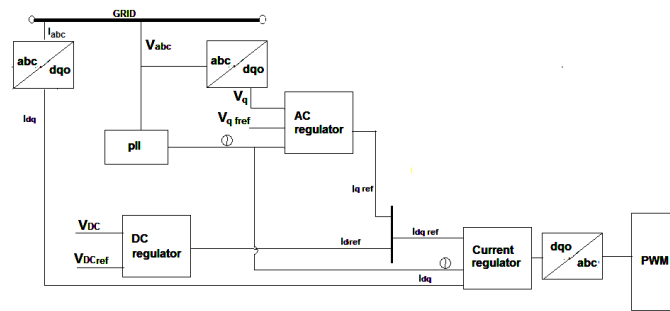 GRID
Iabc
Vabc
abc
dqo
abc
dqo
Idq
Vq
Vq fref
AC
regulator
pll
Iq ref
VDC
VDCref
DC
regulator
Idref
Idq ref
Idq
Current
regulator
dqo
abc
PWM